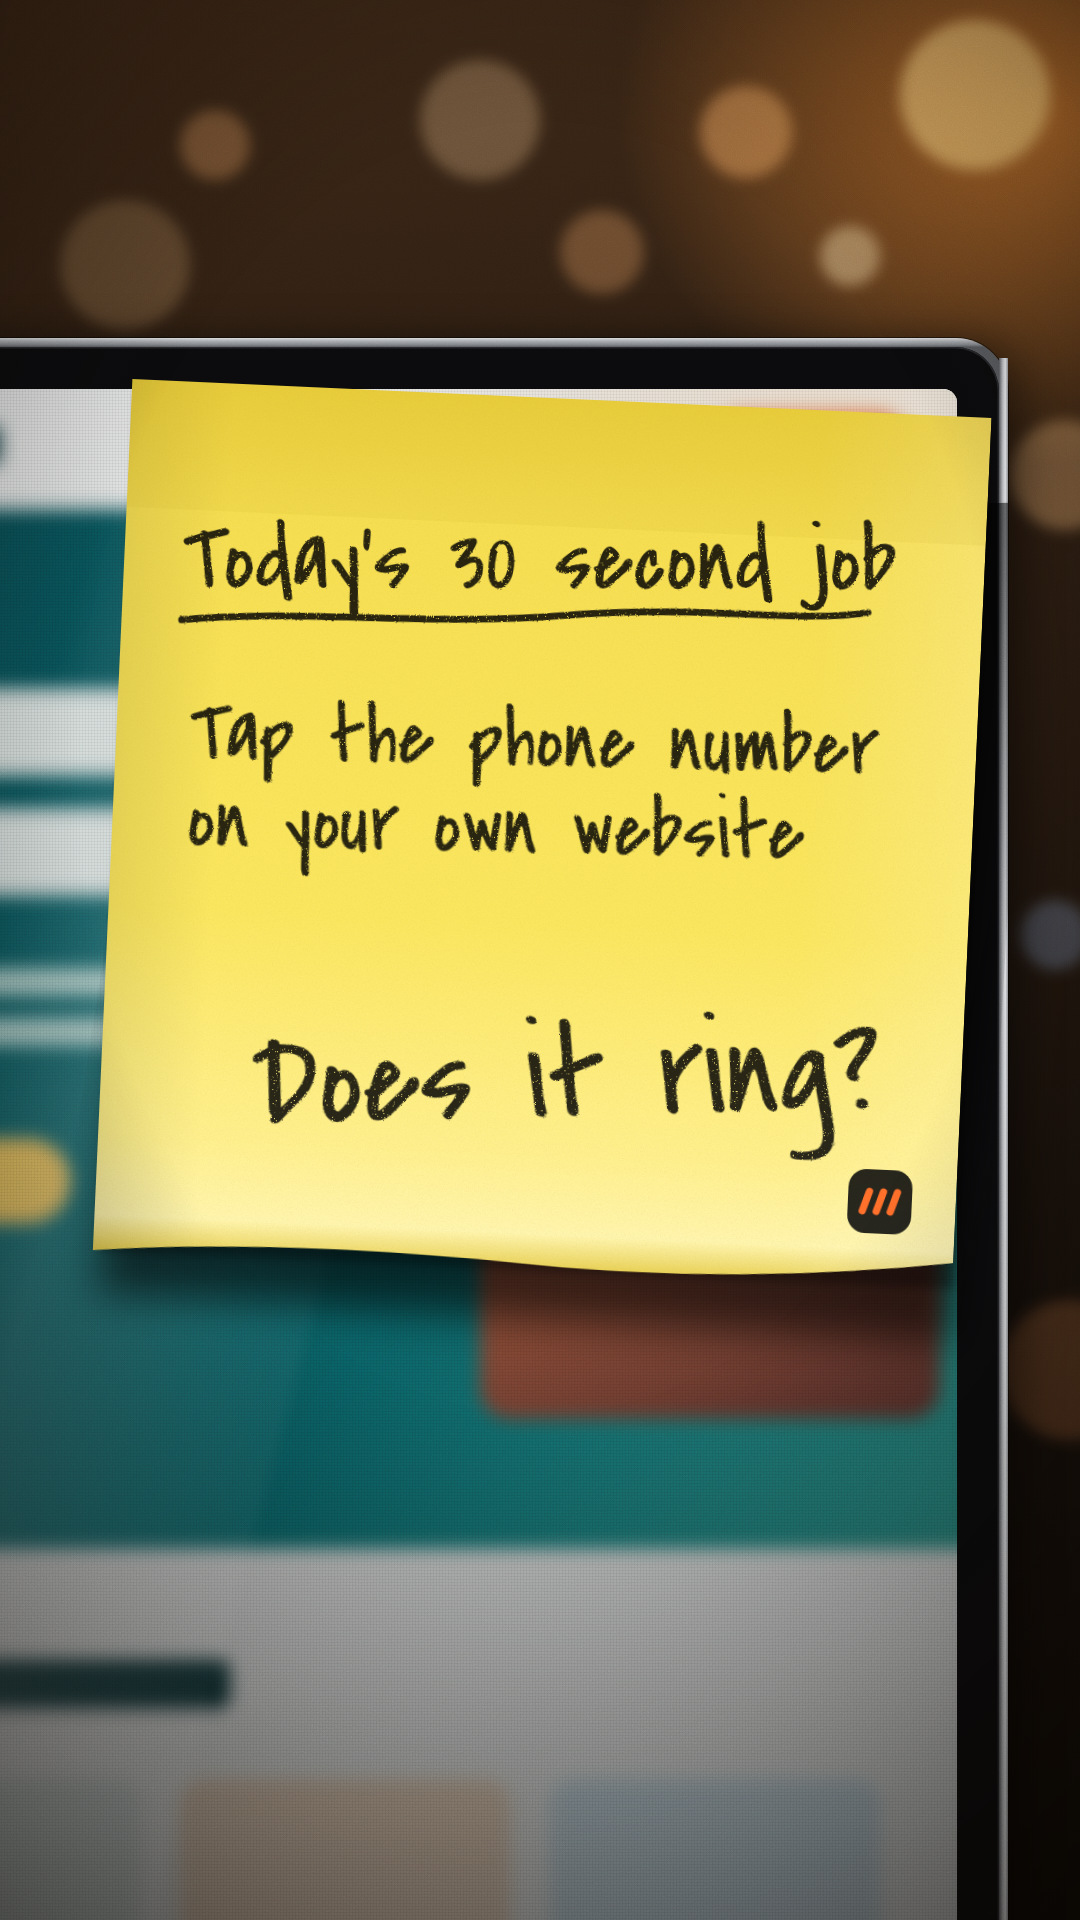 Today's 30 second job
Tap the phone number
on your own website
Does it ring?